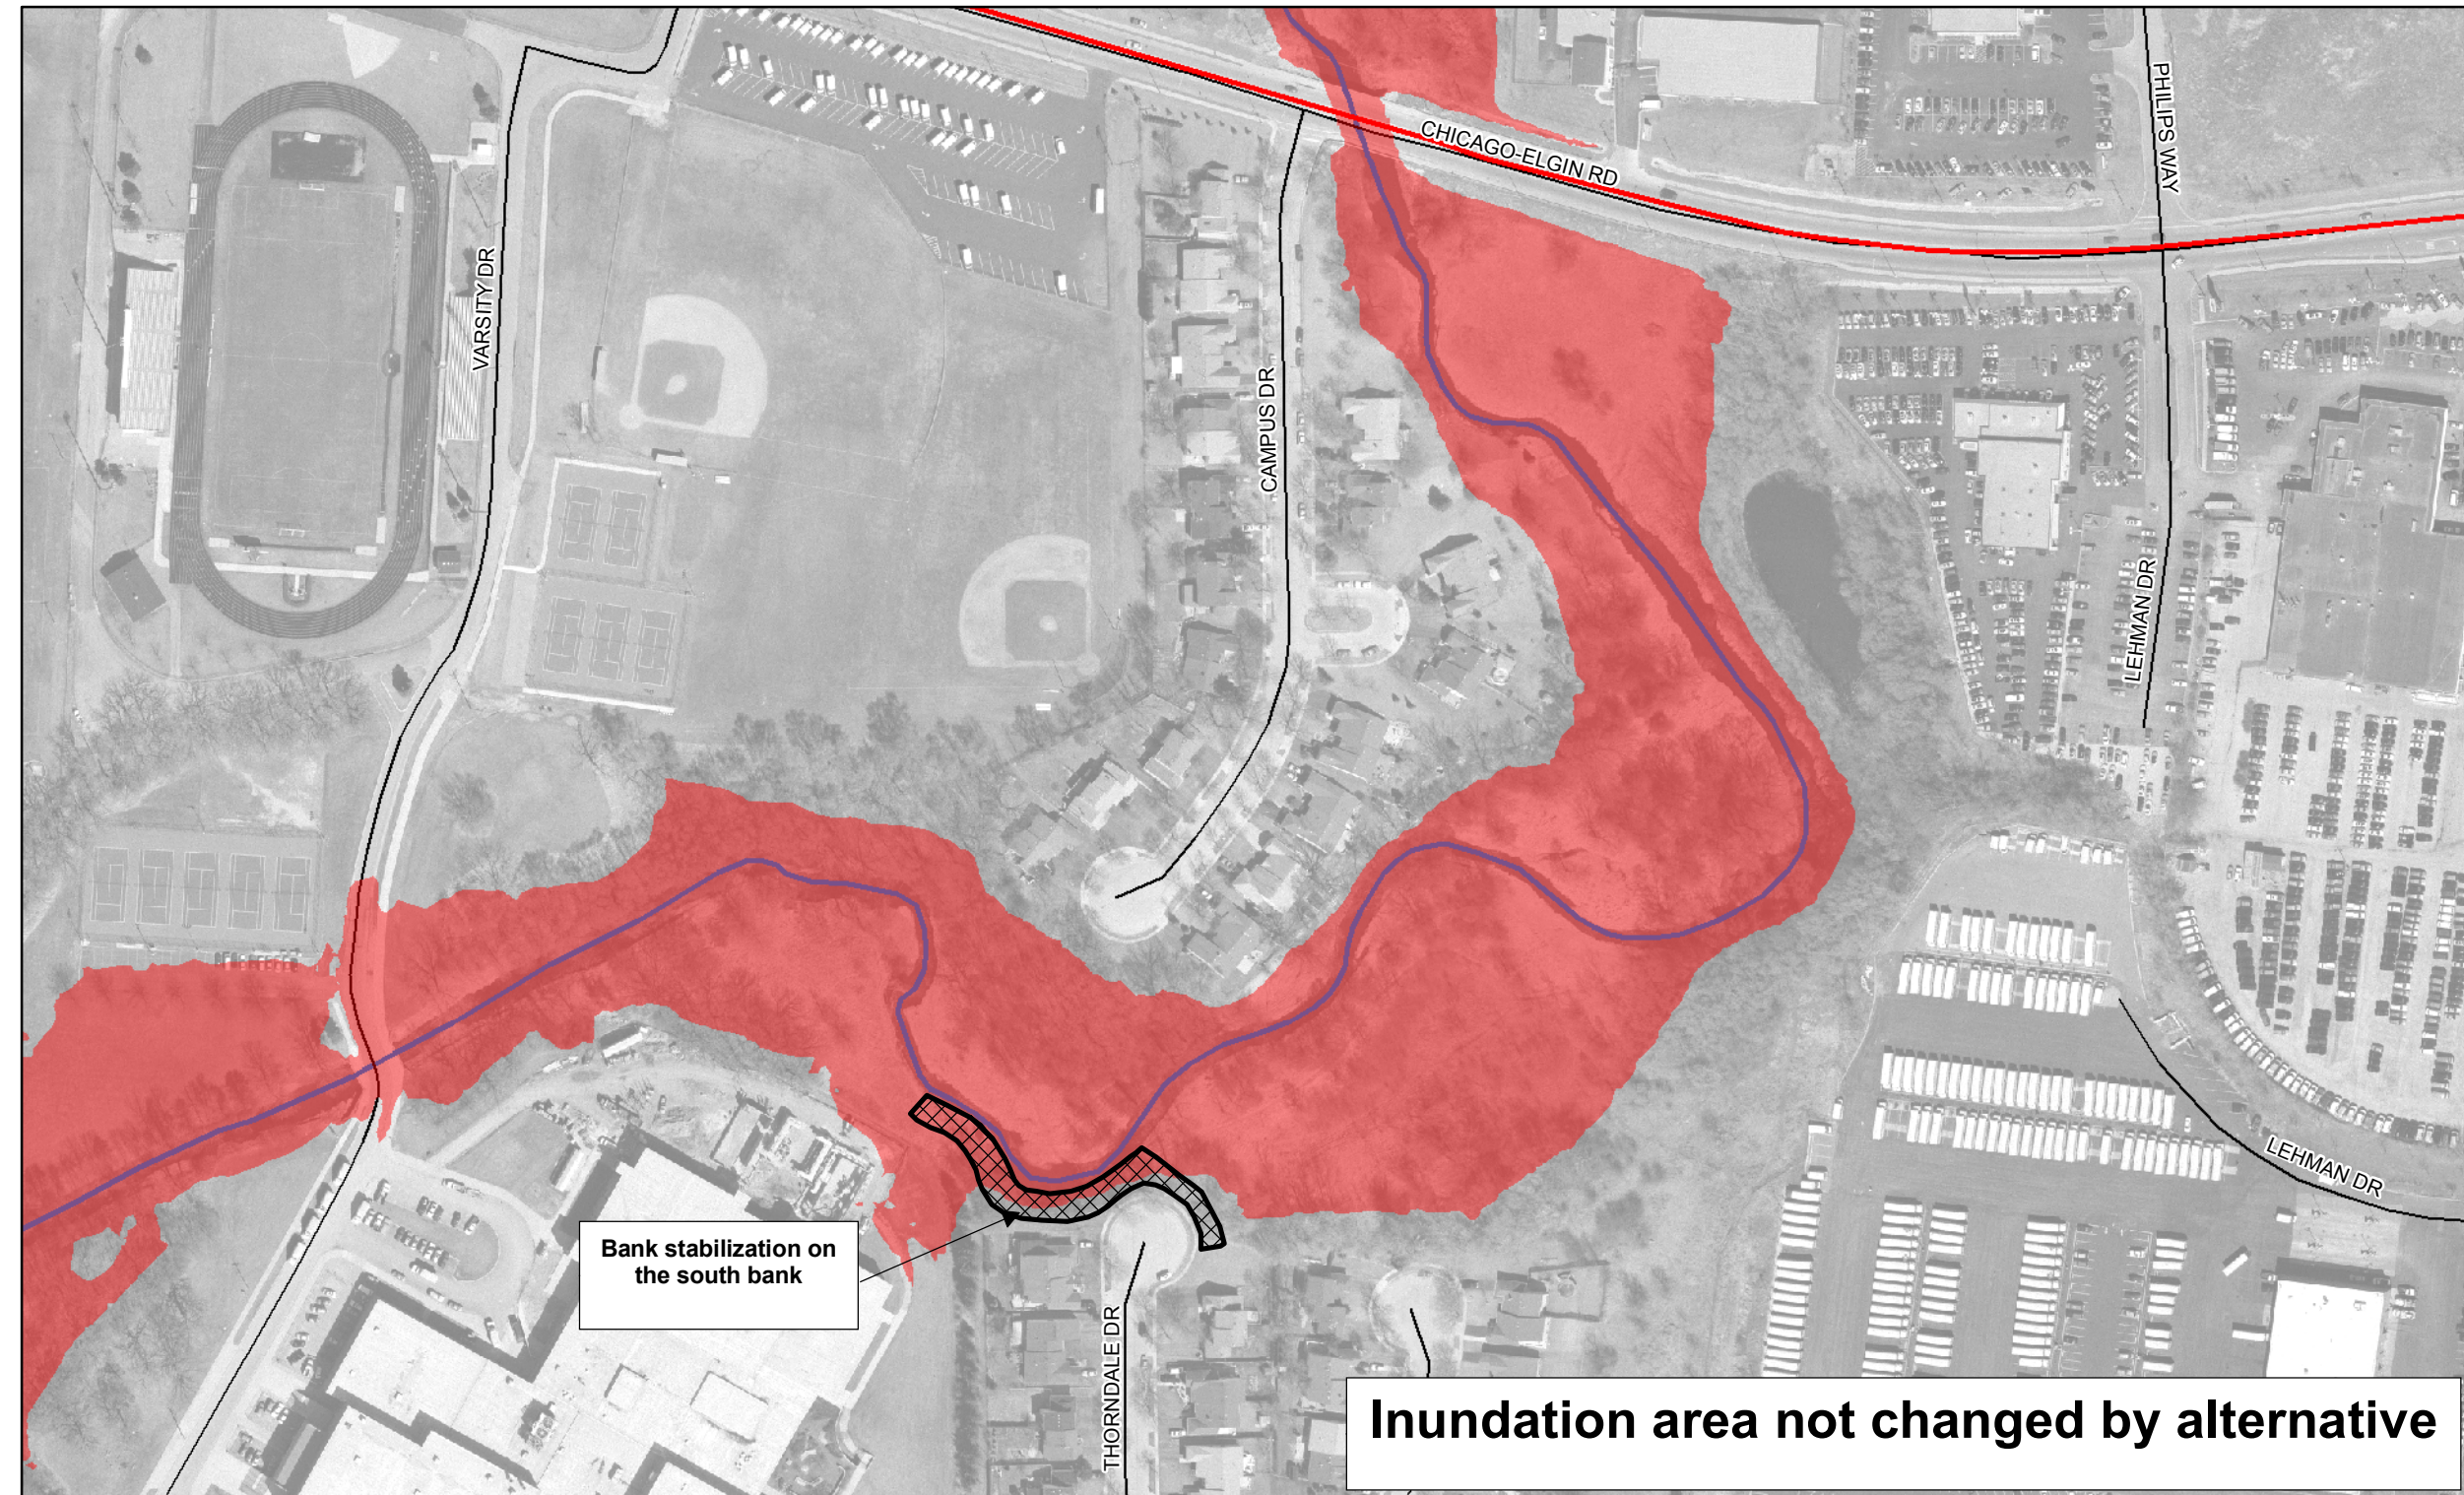 PHILIPS WAY
CHICAGO-ELGIN RD
VARSITY DR
CAMPUS DR
LEHMAN DR
LEHMAN DR
Bank stabilization on
the south bank
THORNDALE DR
Inundation area not changed by alternative